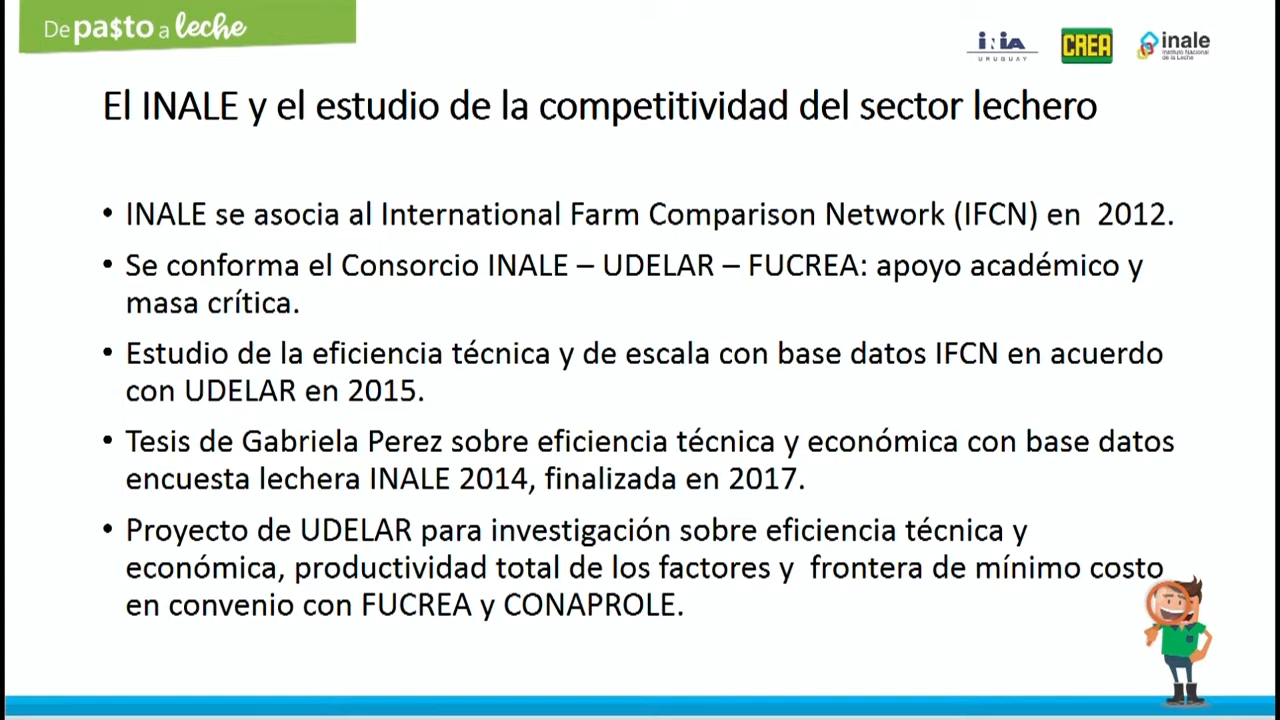 De pa$to a leche
INIA
URUGUAY
CREA
inale
Instituto Nacional
de la Leche
El INALE y el estudio de la competitividad del sector lechero
• INALE se asocia al International Farm Comparison Network (IFCN) en 2012.
• Se conforma el Consorcio INALE – UDELAR – FUCREA: apoyo académico y
masa crítica.
• Estudio de la eficiencia técnica y de escala con base datos IFCN en acuerdo
con UDELAR en 2015.
• Tesis de Gabriela Perez sobre eficiencia técnica y económica con base datos
encuesta lechera INALE 2014, finalizada en 2017.
• Proyecto de UDELAR para investigación sobre eficiencia técnica y
económica, productividad total de los factores y frontera de mínimo costo
en convenio con FUCREA y CONAPROLE.